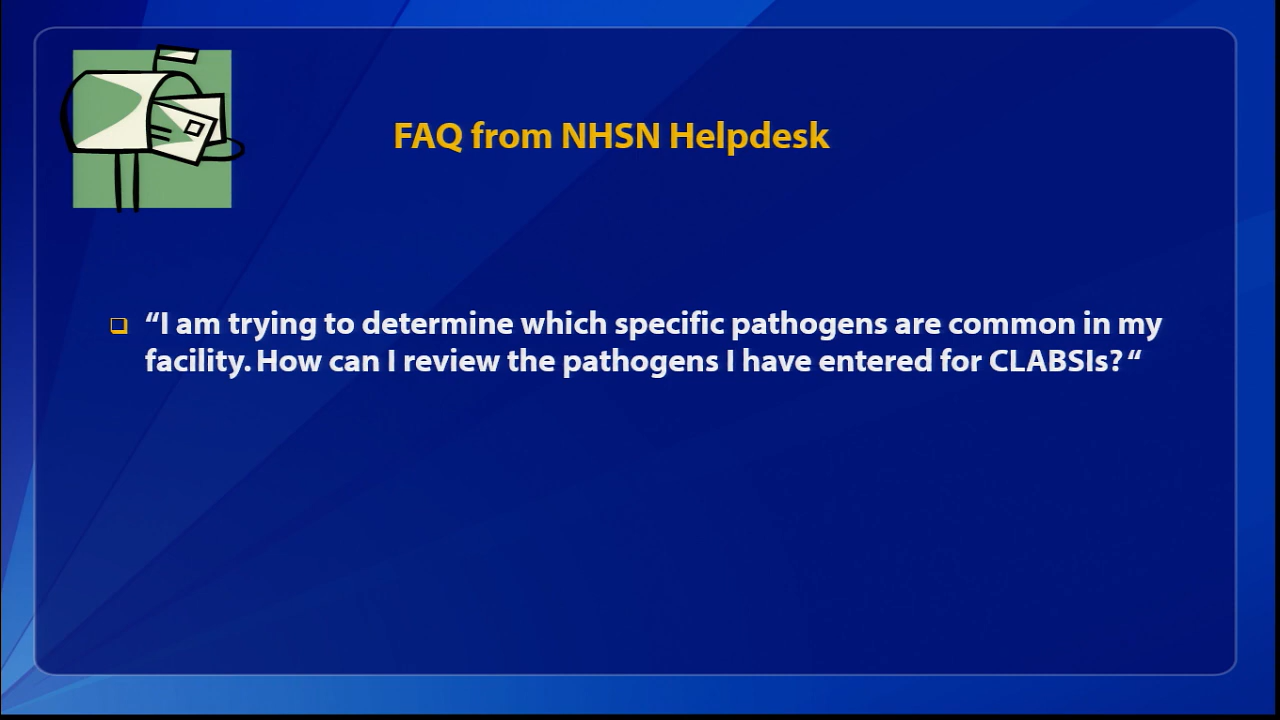 FAQ from NHSN Helpdesk
“I am trying to determine which specific pathogens are common in my
facility. How can I review the pathogens I have entered for CLABSIs? “